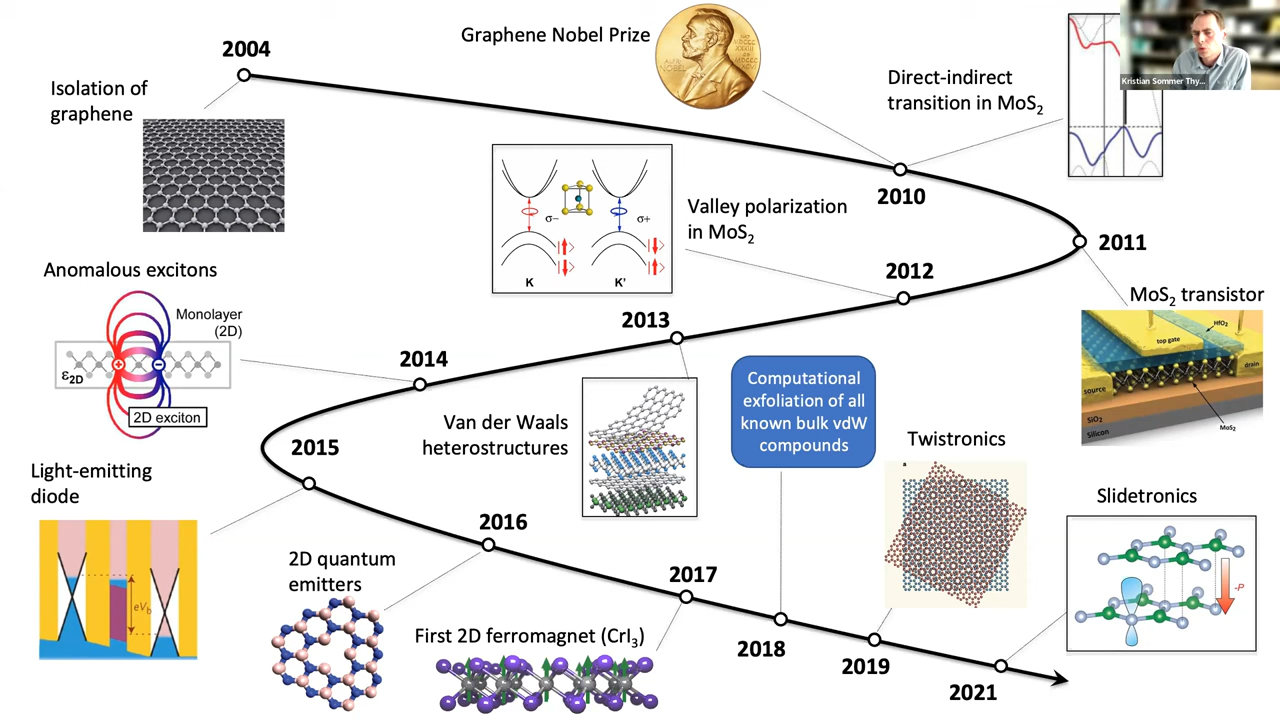 2004
Isolation of
graphene
Graphene Nobel Prize
Direct-indirect
transition in MoS₂
Kristian Sommer Thy...
2010
2011
MoS₂ transistor
HfO₂
top gate
drain
source
SiO₂
Silicon
MoS₂
Valley polarization
in MoS₂
σ− σ+
K K'
2012
2013
Van der Waals
heterostructures
Anomalous excitons
Monolayer
(2D)
+ −
ε2D
2D exciton
2014
2015
Light-emitting
diode
eVb
2016
2D quantum
emitters
2017
First 2D ferromagnet (CrI₃)
Computational
exfoliation of all
known bulk vdW
compounds
2018
Twistronics
a
2019
Slidetronics
-P
2021